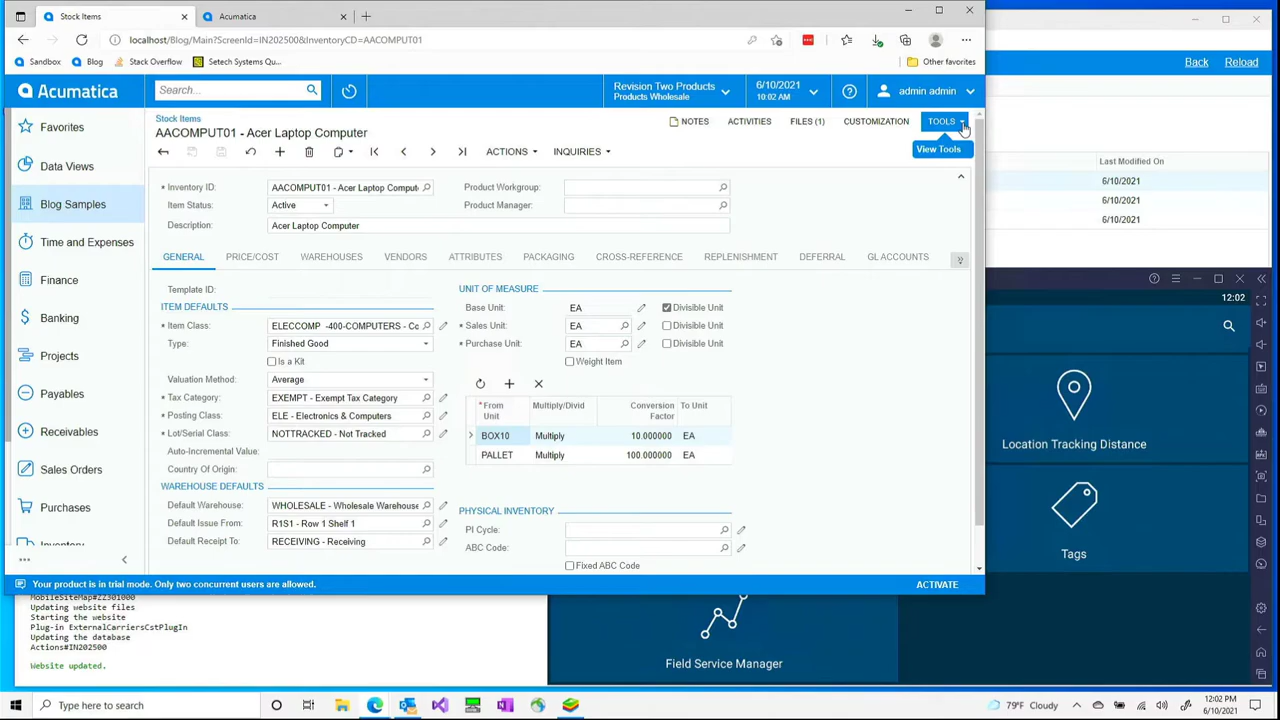 Stock Items
Acumatica
localhost/Blog/Main?ScreenId=IN202500&InventoryCD=AACOMPUT01
Sandbox
Blog
Stack Overflow
Setech Systems Qu...
Other favorites
Back
Reload
Acumatica
Search...
Revision Two Products
Products Wholesale
6/10/2021
10:02 AM
admin admin
Favorites
Data Views
Blog Samples
Time and Expenses
Finance
Banking
Projects
Payables
Receivables
Sales Orders
Purchases
Stock Items
AACOMPUT01 - Acer Laptop Computer
NOTES
ACTIVITIES
FILES (1)
CUSTOMIZATION
TOOLS
View Tools
ACTIONS
INQUIRIES
* Inventory ID:
AACOMPUT01 - Acer Laptop Comput
Product Workgroup:
* Item Status:
Active
Product Manager:
Description:
Acer Laptop Computer
GENERAL
PRICE/COST
WAREHOUSES
VENDORS
ATTRIBUTES
PACKAGING
CROSS-REFERENCE
REPLENISHMENT
DEFERRAL
GL ACCOUNTS
Template ID:
ITEM DEFAULTS
* Item Class:
ELECCOMP -400-COMPUTERS - Co
Type:
Finished Good
Is a Kit
Valuation Method:
Average
* Tax Category:
EXEMPT - Exempt Tax Category
* Posting Class:
ELE - Electronics & Computers
* Lot/Serial Class:
NOTTRACKED - Not Tracked
Auto-Incremental Value:
Country Of Origin:
WAREHOUSE DEFAULTS
Default Warehouse:
WHOLESALE - Wholesale Warehouse
Default Issue From:
R1S1 - Row 1 Shelf 1
Default Receipt To:
RECEIVING - Receiving
UNIT OF MEASURE
* Base Unit:
EA
Divisible Unit
* Sales Unit:
EA
Divisible Unit
* Purchase Unit:
EA
Divisible Unit
Weight Item
* From Unit
Multiply/Divid
Conversion Factor
To Unit
BOX10
Multiply
10.000000
EA
PALLET
Multiply
100.000000
EA
PHYSICAL INVENTORY
PI Cycle:
ABC Code:
Fixed ABC Code
Your product is in trial mode. Only two concurrent users are allowed.
ACTIVATE
Last Modified On
6/10/2021
6/10/2021
6/10/2021
12:02
Location Tracking Distance
Tags
Field Service Manager
MobileSiteMap#ZZ301000
Updating website files
Starting the website
Plug-in ExternalCarriersCstPlugIn
Updating the database
Actions#IN202500
Website updated.
Type here to search
79°F Cloudy
12:02 PM
6/10/2021